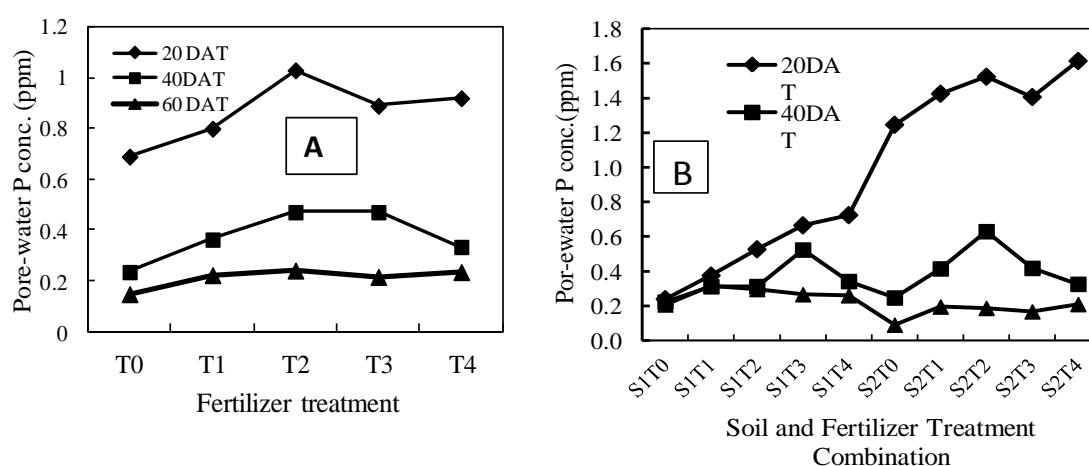 1.2
1
0.8
0.6
0.4
0.2
0
Pore-water P conc. (ppm)
20 DAT
40DAT
60 DAT
A
T0
T1
T2
T3
T4
Fertilizer treatment
1.8
1.6
1.4
1.2
1.0
0.8
0.6
0.4
0.2
0.0
Por-ewater P conc.(ppm)
20DA
T
40DA
T
B
S1T0
S1T1
S1T2
S1T3
S1T4
S2T0
S2T1
S2T2
S2T3
S2T4
Soil and Fertilizer Treatment
Combination